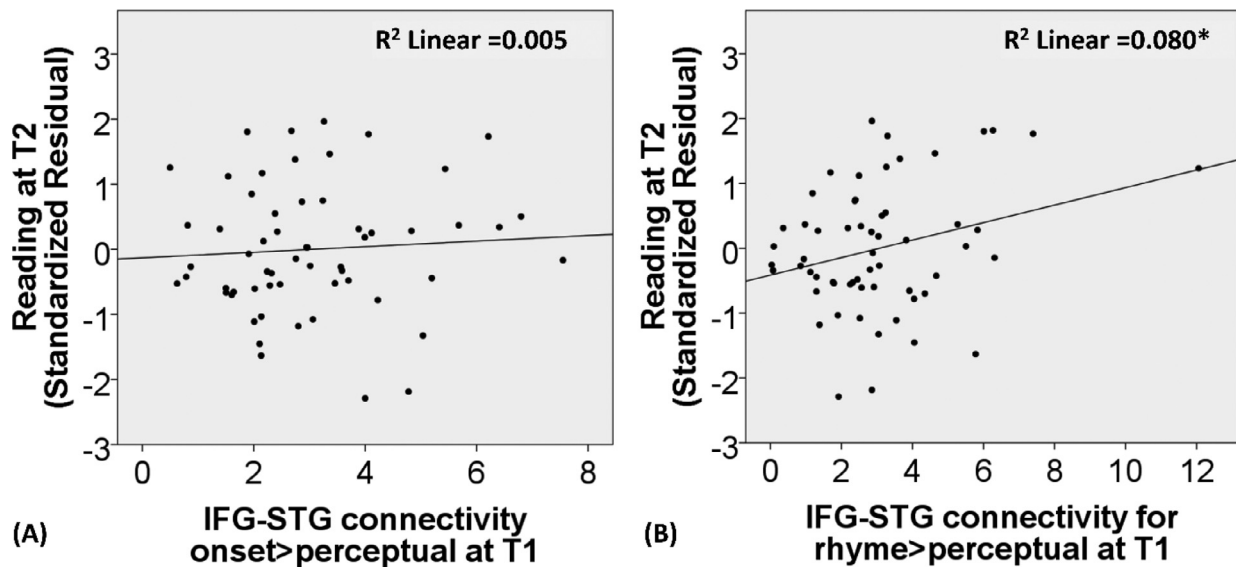 R² Linear =0.005
Reading at T2
(Standardized Residual)
3
2
1
0
-1
-2
-3
0 2 4 6 8
(A)
IFG-STG connectivity
onset>perceptual at T1
R² Linear =0.080*
Reading at T2
(Standardized Residual)
3
2
1
0
-1
-2
-3
0 2 4 6 8 10 12
(B)
IFG-STG connectivity for
rhyme>perceptual at T1